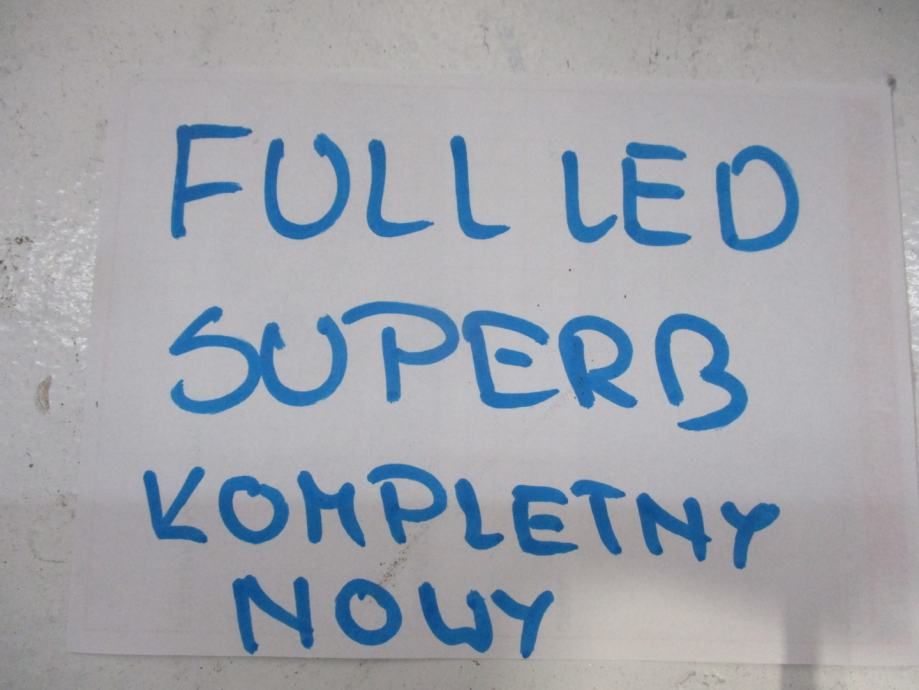 FULL LED
SUPERB
KOMPLETNY
NOWY